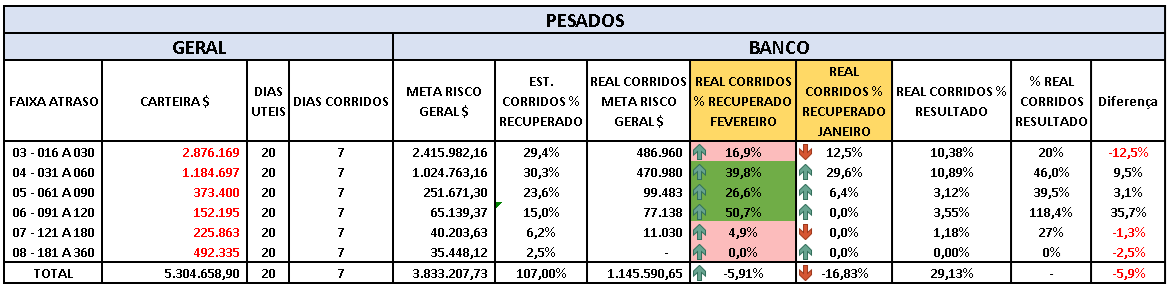 PESADOS
GERAL BANCO
FAIXA ATRASO CARTEIRA $ DIAS UTEIS DIAS CORRIDOS META RISCO GERAL $ EST. CORRIDOS % RECUPERADO REAL CORRIDOS META RISCO GERAL $ REAL CORRIDOS % RECUPERADO FEVEREIRO REAL CORRIDOS % RECUPERADO JANEIRO REAL CORRIDOS % RESULTADO % REAL CORRIDOS RESULTADO Diferença
03 - 016 A 030 2.876.169 20 7 2.415.982,16 29,4% 486.960 16,9% 12,5% 10,38% 20% -12,5%
04 - 031 A 060 1.184.697 20 7 1.024.763,16 30,3% 470.980 39,8% 29,6% 10,89% 46,0% 9,5%
05 - 061 A 090 373.400 20 7 251.671,30 23,6% 99.483 26,6% 6,4% 3,12% 39,5% 3,1%
06 - 091 A 120 152.195 20 7 65.139,37 15,0% 77.138 50,7% 0,0% 3,55% 118,4% 35,7%
07 - 121 A 180 225.863 20 7 40.203,63 6,2% 11.030 4,9% 0,0% 1,18% 27% -1,3%
08 - 181 A 360 492.335 20 7 35.448,12 2,5% - 0,0% 0,0% 0,00% 0% -2,5%
TOTAL 5.304.658,90 20 7 3.833.207,73 107,00% 1.145.590,65 -5,91% -16,83% 29,13% - -5,9%